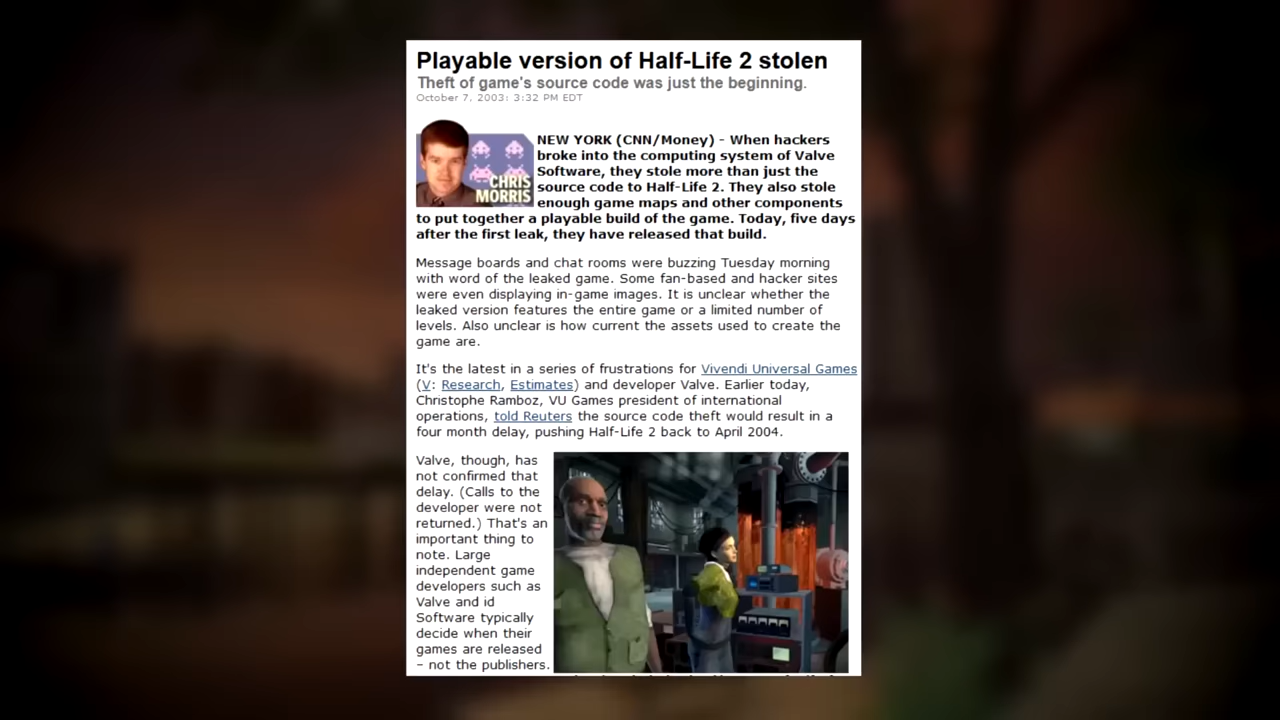 Playable version of Half-Life 2 stolen
Theft of game's source code was just the beginning.
October 7, 2003: 3:32 PM EDT
CHRIS
MORRIS
NEW YORK (CNN/Money) - When hackers
broke into the computing system of Valve
Software, they stole more than just the
source code to Half-Life 2. They also stole
enough game maps and other components
to put together a playable build of the game. Today, five days
after the first leak, they have released that build.
Message boards and chat rooms were buzzing Tuesday morning
with word of the leaked game. Some fan-based and hacker sites
were even displaying in-game images. It is unclear whether the
leaked version features the entire game or a limited number of
levels. Also unclear is how current the assets used to create the
game are.
It's the latest in a series of frustrations for Vivendi Universal Games
(V: Research, Estimates) and developer Valve. Earlier today,
Christophe Ramboz, VU Games president of international
operations, told Reuters the source code theft would result in a
four month delay, pushing Half-Life 2 back to April 2004.
Valve, though, has
not confirmed that
delay. (Calls to the
developer were not
returned.) That's an
important thing to
note. Large
independent game
developers such as
Valve and id
Software typically
decide when their
games are released
– not the publishers.